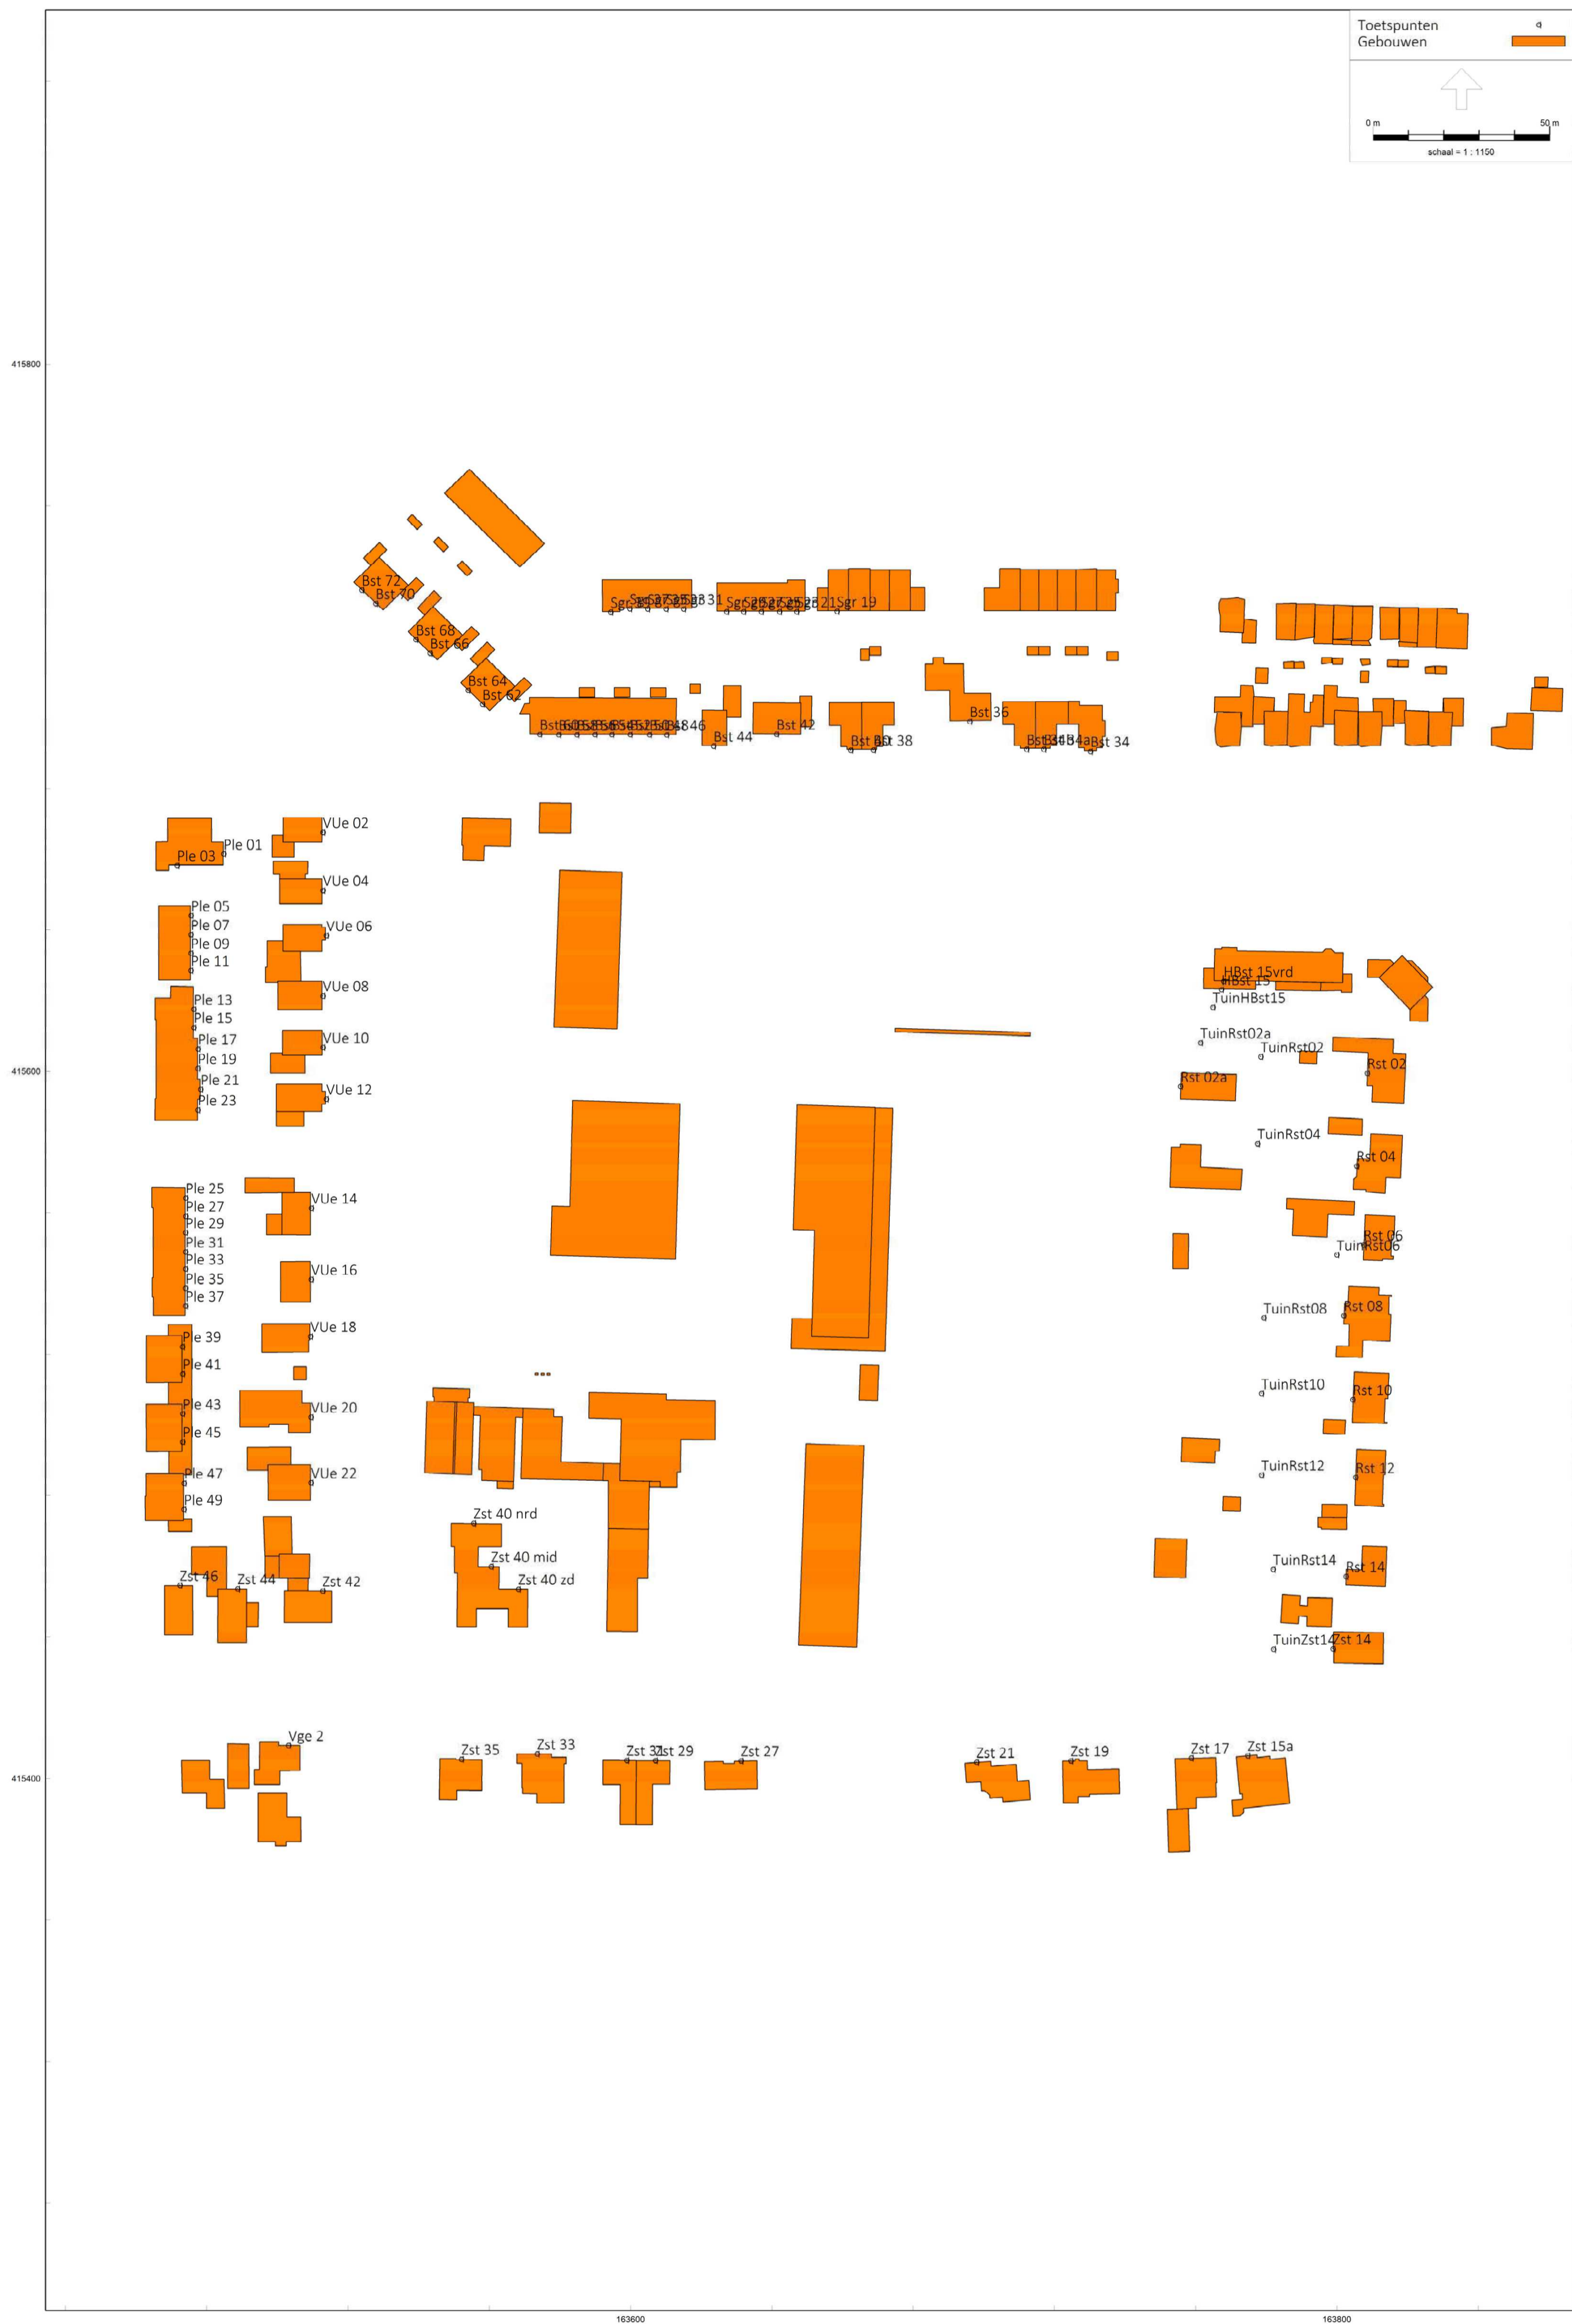 Toetspunten
Gebouwen
0 m 50 m
schaal = 1 : 1150
415800
Bst 72
Bst 70
Bst 68
Bst 66
Bst 64
Bst 62
Sgr 19
Bst 36
Bst 42
Bst 44
Bst 38
Bst 34
VUe 02
Ple 01
Ple 03
VUe 04
Ple 05
Ple 07
VUe 06
Ple 09
Ple 11
HBst 15vrd
HBst 15
VUe 08
Ple 13
TuinHBst15
Ple 15
VUe 10
Ple 17
TuinRst02a
TuinRst02
Ple 19
415600
Rst 02
Ple 21
Rst 02a
VUe 12
Ple 23
TuinRst04
Rst 04
Ple 25
VUe 14
Ple 27
Ple 29
Rst 06
Ple 31
TuinRst06
Ple 33
VUe 16
Ple 35
Ple 37
TuinRst08
Rst 08
VUe 18
Ple 39
Ple 41
TuinRst10
Rst 10
Ple 43
VUe 20
Ple 45
TuinRst12
Rst 12
Ple 47
VUe 22
Ple 49
Zst 40 nrd
Zst 40 mid
TuinRst14
Rst 14
Zst 46
Zst 44
Zst 42
Zst 40 zd
TuinZst14
Zst 14
Vge 2
Zst 35
Zst 33
Zst 31
Zst 29
Zst 27
Zst 21
Zst 19
Zst 17
Zst 15a
415400
163600
163800